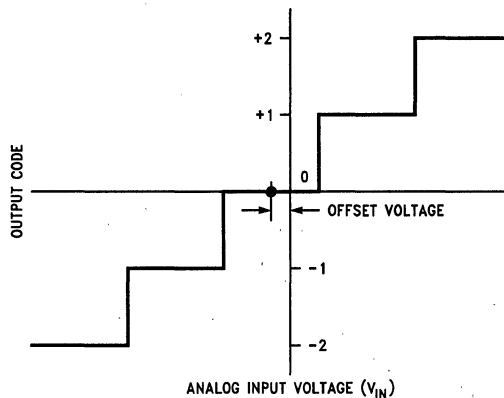 +2
+1
0
OUTPUT CODE
OFFSET VOLTAGE
-1
-2
ANALOG INPUT VOLTAGE (VIN)